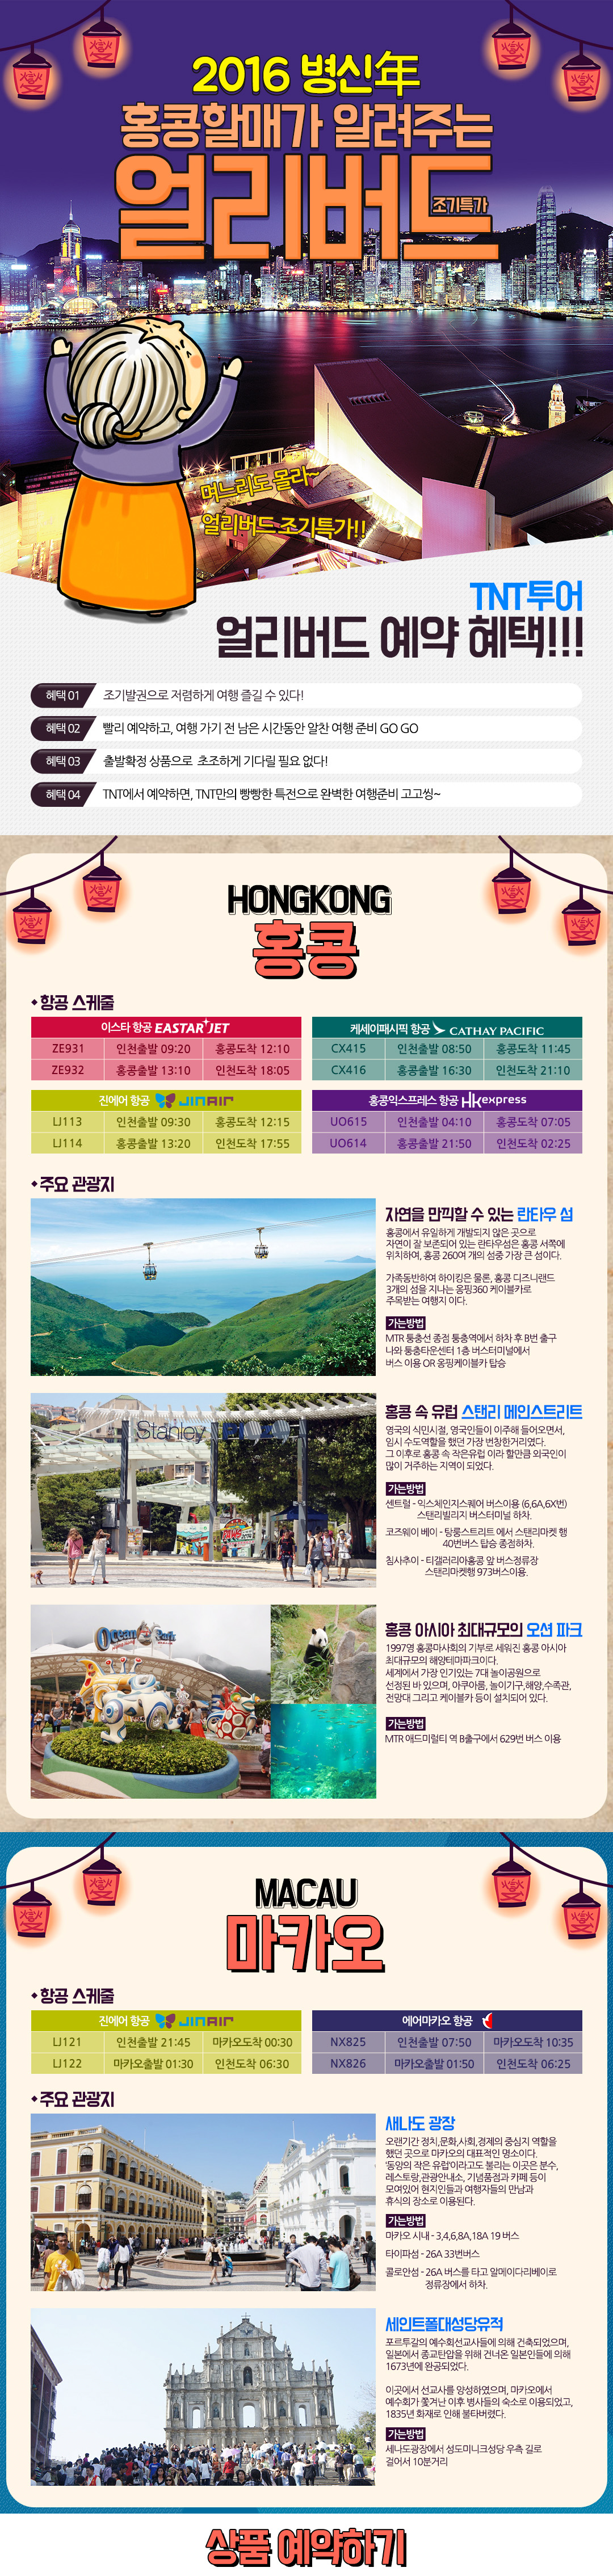 2016 병신年
홍콩할매가 알려주는
얼리버드 조기특가
며느리도 몰라~
얼리버드 조기특가!!
TNT투어
얼리버드 예약 혜택!!!
혜택 01 조기발권으로 저렴하게 여행 즐길 수 있다!
혜택 02 빨리 예약하고, 여행 가기 전 남은 시간동안 알찬 여행 준비 GO GO
혜택 03 출발확정 상품으로 초조하게 기다릴 필요 없다!
혜택 04 TNT에서 예약하면, TNT만의 빵빵한 특전으로 완벽한 여행준비 고고씽~
HONGKONG
홍콩
항공 스케줄
이스타 항공 EASTAR JET
ZE931 인천출발 09:20 홍콩도착 12:10
ZE932 홍콩출발 13:10 인천도착 18:05
케세이패시픽 항공 CATHAY PACIFIC
CX415 인천출발 08:50 홍콩도착 11:45
CX416 홍콩출발 16:30 인천도착 21:10
진에어 항공 JINAIR
LJ113 인천출발 09:30 홍콩도착 12:15
LJ114 홍콩출발 13:20 인천도착 17:55
홍콩익스프레스 항공 HKexpress
UO615 인천출발 04:10 홍콩도착 07:05
UO614 홍콩출발 21:50 인천도착 02:25
주요 관광지
자연을 만끽할 수 있는 란타우 섬
홍콩에서 유일하게 개발되지 않은 곳으로
자연이 잘 보존되어 있는 란타우섬은 홍콩 서쪽에
위치하여, 홍콩 260여 개의 섬중 가장 큰 섬이다.
가족동반하여 하이킹은 물론, 홍콩 디즈니랜드
3개의 섬을 지나는 옹핑360 케이블카로
주목받는 여행지 이다.
가는방법
MTR 퉁충선 종점 퉁충역에서 하차 후 B번 출구
나와 퉁충타운센터 1층 버스터미널에서
버스 이용 OR 옹핑케이블카 탑승
Stanley Plaza
홍콩 속 유럽 스탠리 메인스트리트
영국의 식민시절, 영국인들이 이주해 들어오면서,
임시 수도역할을 했던 가장 번창한거리였다.
그 이후로 홍콩 속 작은유럽 이라 할만큼 외국인이
많이 거주하는 지역이 되었다.
가는방법
센트럴 - 익스체인지스퀘어 버스이용 (6,6A,6X번)
스탠리빌리지 버스터미널 하차.
코즈웨이 베이 - 탕룽스트리트 에서 스탠리마켓 행
40번버스 탑승 종점하차.
침사추이 - 티갤러리아홍콩 앞 버스정류장
스탠리마켓행 973버스이용.
Ocean Park
홍콩 아시아 최대규모의 오션 파크
1997영 홍콩마사회의 기부로 세워진 홍콩 아시아
최대규모의 해양테마파크이다.
세계에서 가장 인기있는 7대 놀이공원으로
선정된 바 있으며, 아쿠아룸, 놀이기구,해양,수족관,
전망대 그리고 케이블카 등이 설치되어 있다.
가는방법
MTR 애드미럴티 역 B출구에서 629번 버스 이용
MACAU
마카오
항공 스케줄
진에어 항공 JINAIR
LJ121 인천출발 21:45 마카오도착 00:30
LJ122 마카오출발 01:30 인천도착 06:30
에어마카오 항공
NX825 인천출발 07:50 마카오도착 10:35
NX826 마카오출발 01:50 인천도착 06:25
주요 관광지
세나도 광장
오랜기간 정치,문화,사회,경제의 중심지 역할을
했던 곳으로 마카오의 대표적인 명소이다.
'동양의 작은 유럽'이라고도 불리는 이곳은 분수,
레스토랑,관광안내소, 기념품점과 카페 등이
모여있어 현지인들과 여행자들의 만남과
휴식의 장소로 이용된다.
가는방법
마카오 시내 - 3,4,6,8A,18A 19 버스
타이파섬 - 26A 33번버스
콜로안섬 - 26A 버스를 타고 알메이다리베이로
정류장에서 하차.
세인트폴대성당유적
포르투갈의 예수회선교사들에 의해 건축되었으며,
일본에서 종교탄압을 위해 건너온 일본인들에 의해
1673년에 완공되었다.
이곳에서 선교사를 양성하였으며, 마카오에서
예수회가 쫓겨난 이후 병사들의 숙소로 이용되었고,
1835년 화재로 인해 불타버렸다.
가는방법
세나도광장에서 성도미니크성당 우측 길로
걸어서 10분거리
상품 예약하기